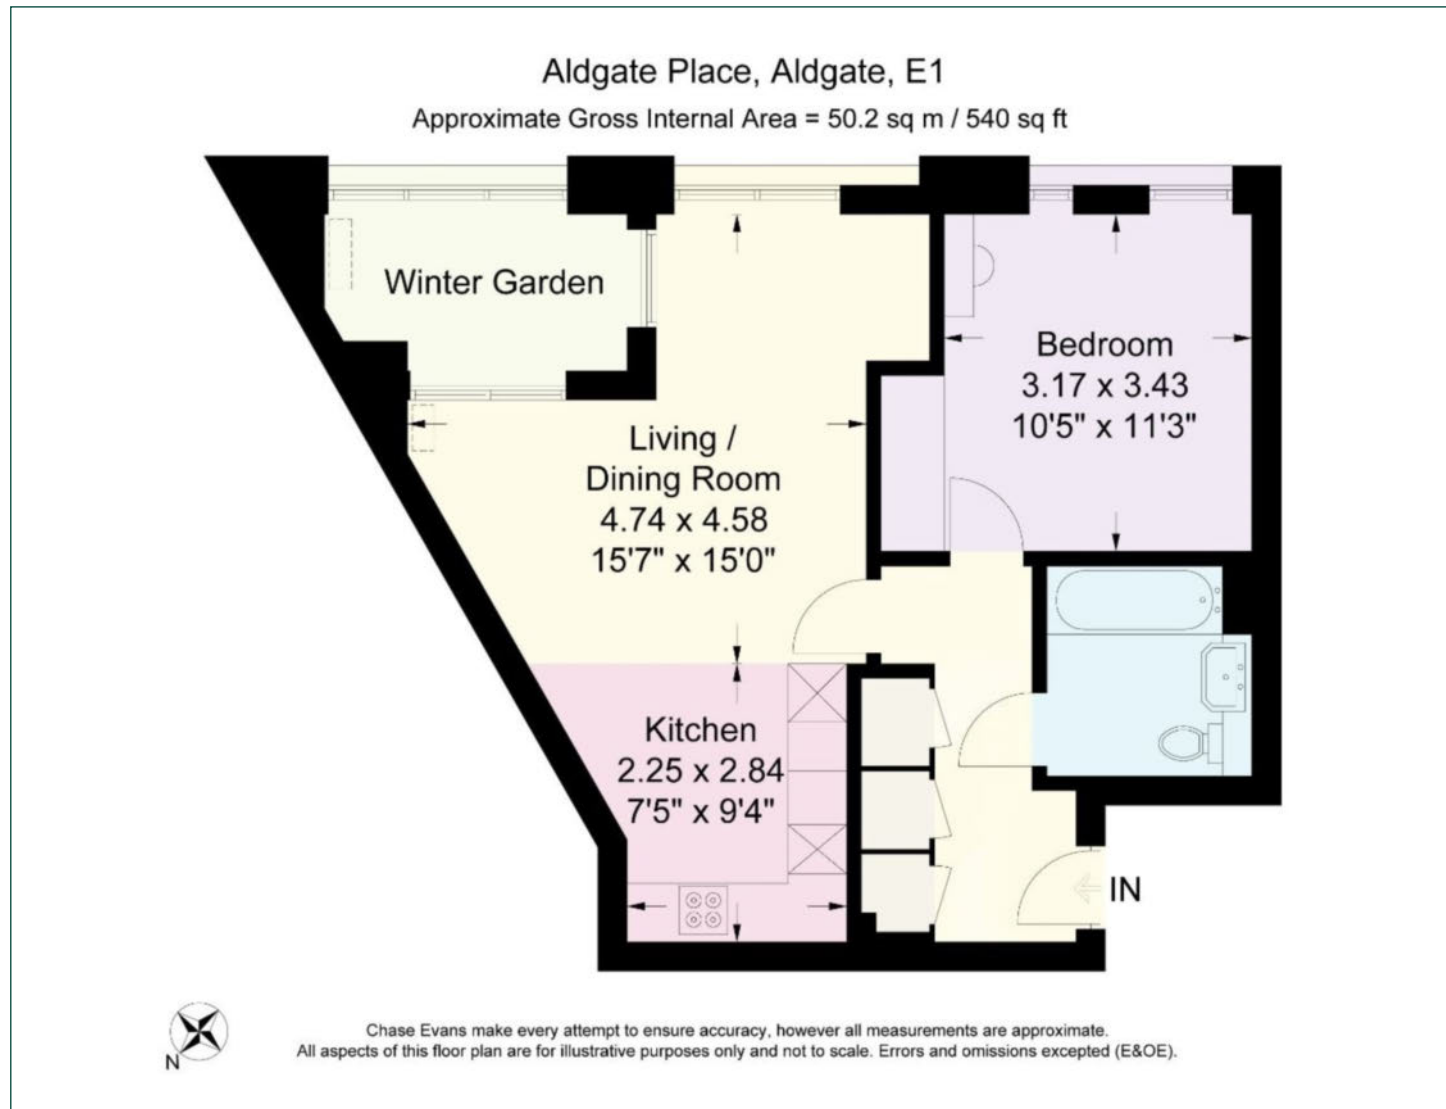 Aldgate Place, Aldgate, E1
Approximate Gross Internal Area = 50.2 sq m / 540 sq ft
Winter Garden
Bedroom
3.17 x 3.43
10'5" x 11'3"
Living /
Dining Room
4.74 x 4.58
15'7" x 15'0"
Kitchen
2.25 x 2.84
7'5" x 9'4"
IN
N
Chase Evans make every attempt to ensure accuracy, however all measurements are approximate.
All aspects of this floor plan are for illustrative purposes only and not to scale. Errors and omissions excepted (E&OE).